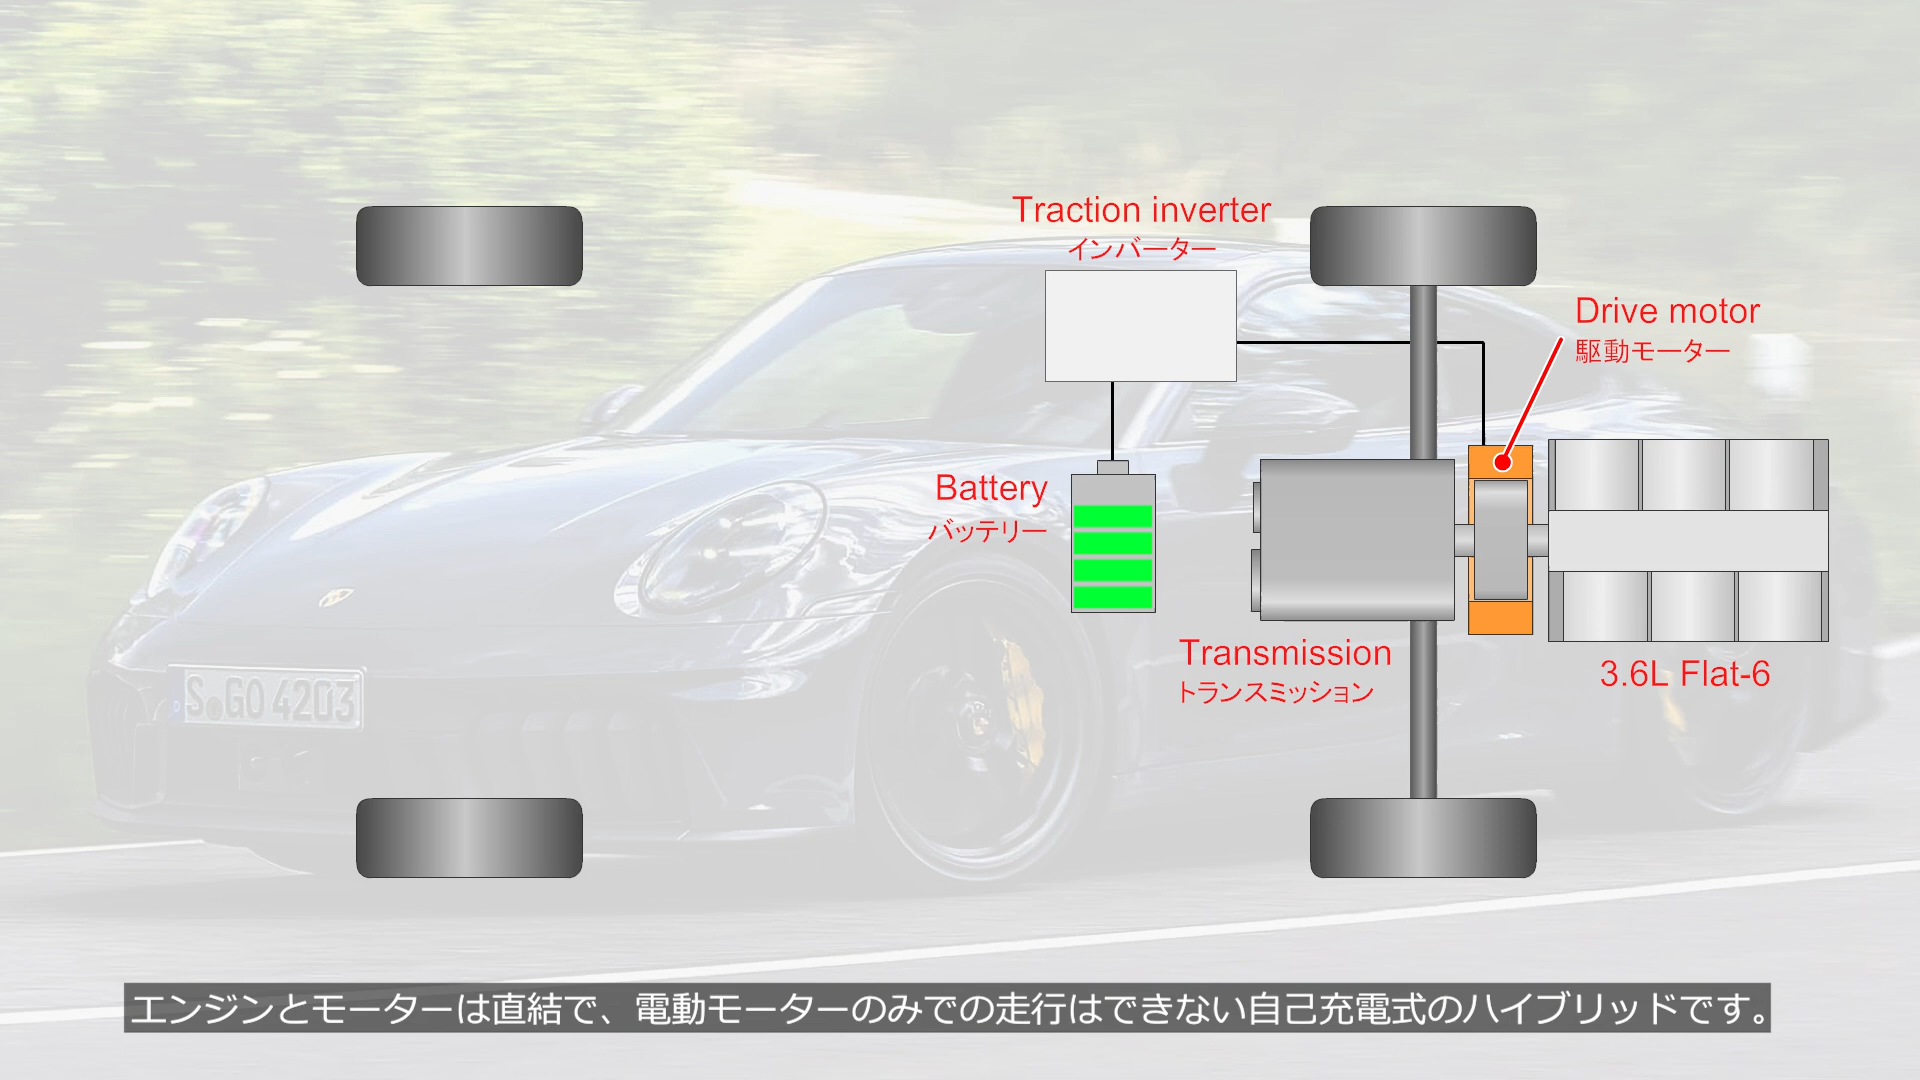 Traction inverter
インバーター
Drive motor
駆動モーター
Battery
バッテリー
Transmission
トランスミッション
3.6L Flat-6
S GO 4203
エンジンとモーターは直結で、電動モーターのみでの走行はできない自己充電式のハイブリッドです。